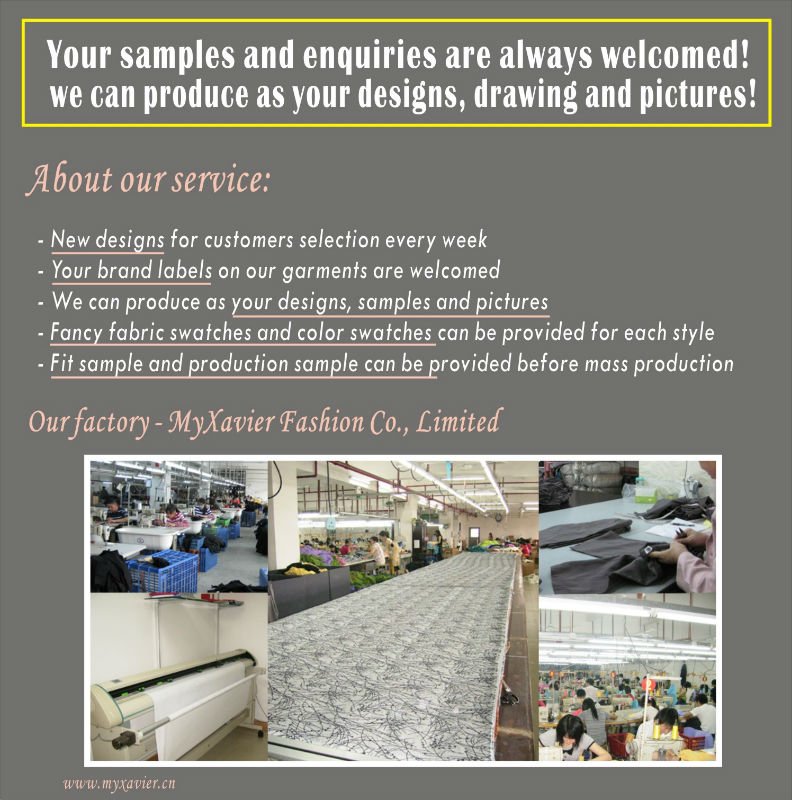 Your samples and enquiries are always welcomed!
we can produce as your designs, drawing and pictures!
About our service:
- New designs for customers selection every week
- Your brand labels on our garments are welcomed
- We can produce as your designs, samples and pictures
- Fancy fabric swatches and color swatches can be provided for each style
- Fit sample and production sample can be provided before mass production
Our factory - MyXavier Fashion Co., Limited
www.myxavier.cn